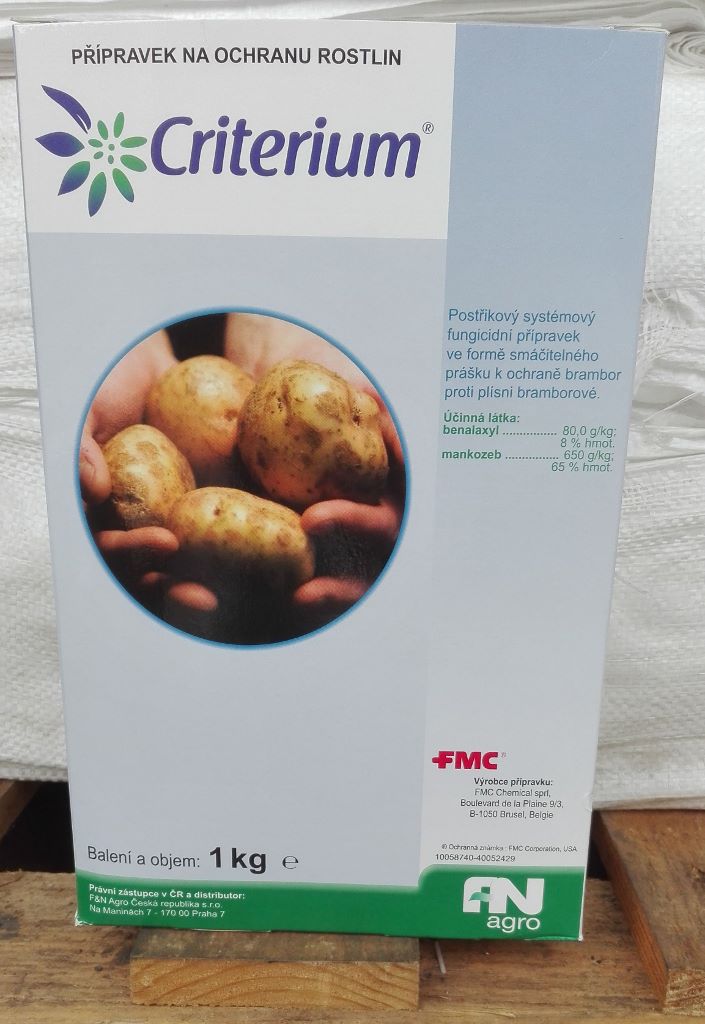 PŘÍPRAVEK NA OCHRANU ROSTLIN
Criterium®
Postřikový systémový
fungicidní přípravek
ve formě smáčitelného
prášku k ochraně brambor
proti plísni bramborové.
Účinná látka:
benalaxyl ................ 80,0 g/kg;
8 % hmot.
mankozeb ............... 650 g/kg;
65 % hmot.
FMC®
Výrobce přípravku:
FMC Chemical sprl,
Boulevard de la Plaine 9/3,
B-1050 Brusel, Belgie
® Ochranná známka : FMC Corporation, USA
10058740-40052429
Balení a objem: 1 kg ℮
Právní zástupce v ČR a distributor:
F&N Agro Česká republika s.r.o.
Na Maninách 7 - 170 00 Praha 7
FN
agro